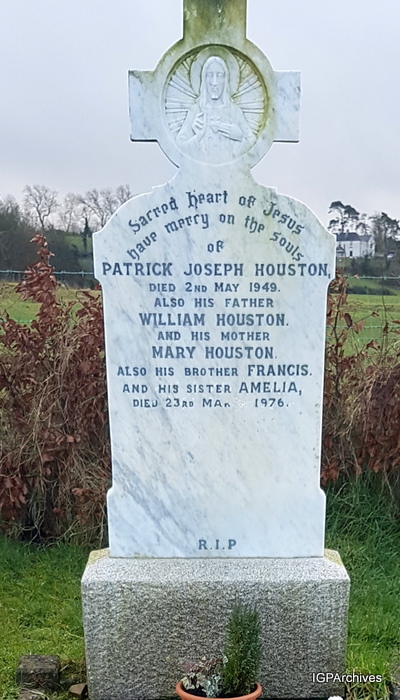 Sacred Heart of Jesus
have mercy on the souls
of
PATRICK JOSEPH HOUSTON,
DIED 2ND MAY 1949.
ALSO HIS FATHER
WILLIAM HOUSTON.
AND HIS MOTHER
MARY HOUSTON.
ALSO HIS BROTHER FRANCIS.
AND HIS SISTER AMELIA,
DIED 23RD 1976.
R.I.P
IGPArchives